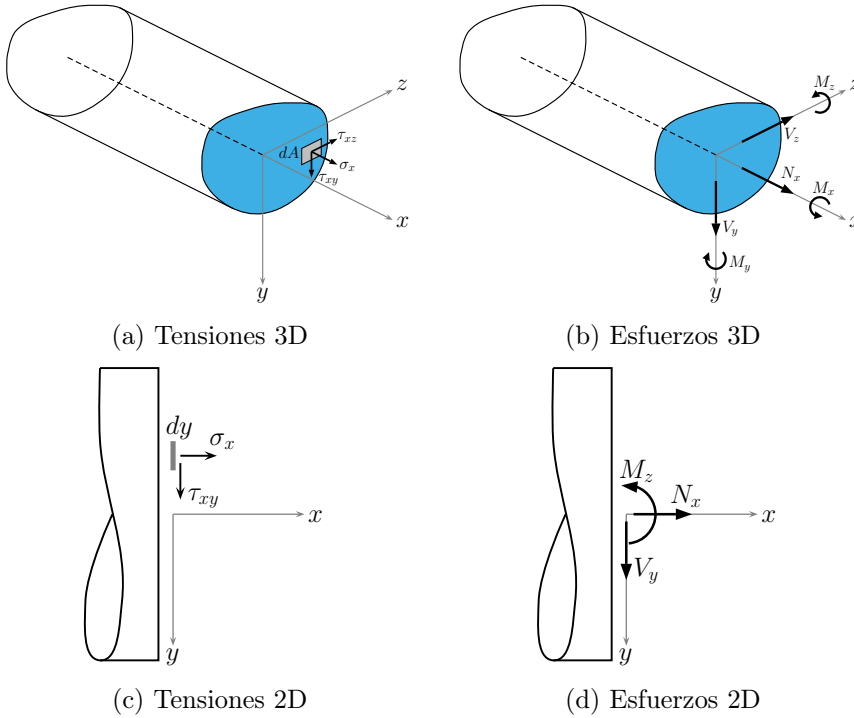 z
dA
τxz
σx
τxy
x
y
(a) Tensiones 3D
Mz
z
Vz
Nx
Mx
x
Vy
My
y
(b) Esfuerzos 3D
dy
σx
τxy
x
y
(c) Tensiones 2D
Mz
Nx
x
Vy
y
(d) Esfuerzos 2D